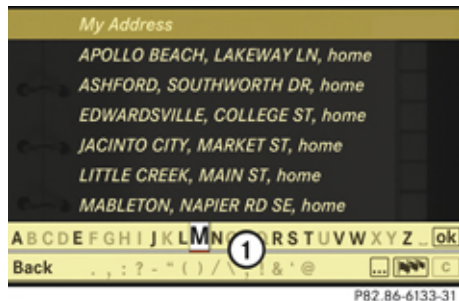 My Address
APOLLO BEACH, LAKEWAY LN, home
ASHFORD, SOUTHWORTH DR, home
EDWARDSVILLE, COLLEGE ST, home
JACINTO CITY, MARKET ST, home
LITTLE CREEK, MAIN ST, home
MABLETON, NAPIER RD SE, home
A B C D E F G H I J K L M N 1 R S T U V W X Y Z _ ok
Back . , : ? - " ( ) / \ ! & ' @ ... c
P82.86-6133-31